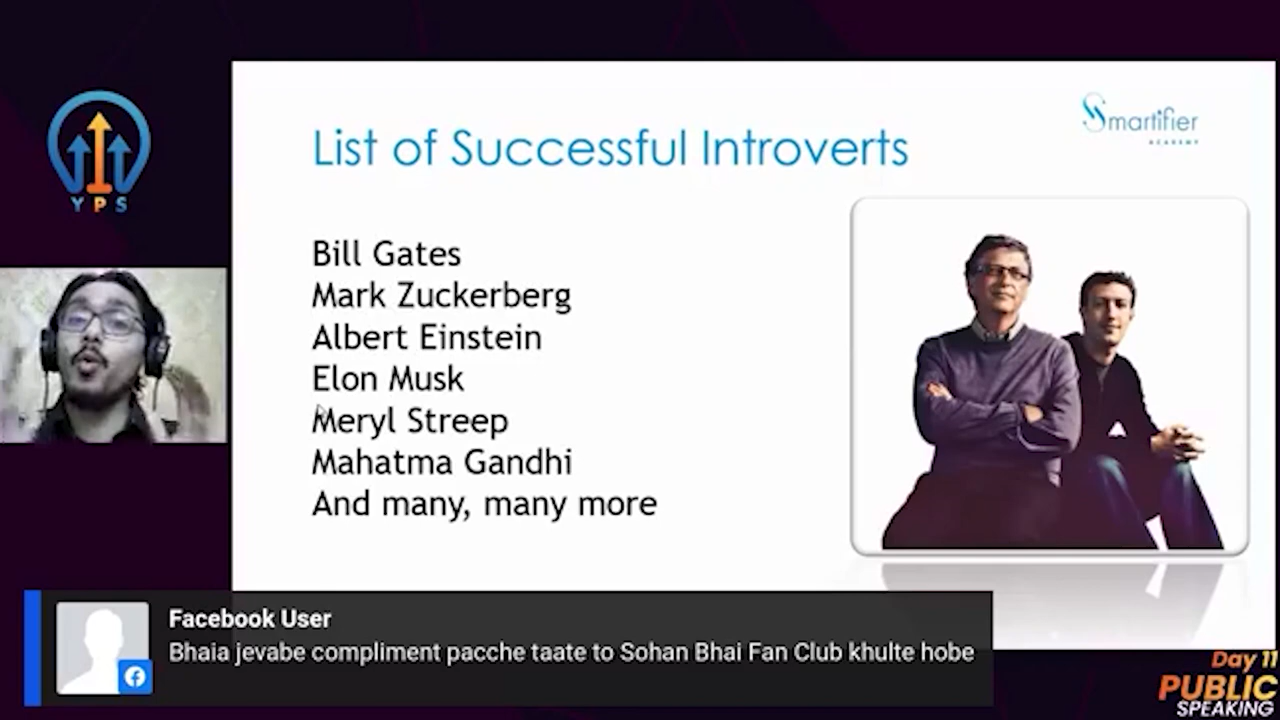 YPS
Smartifier
ACADEMY
List of Successful Introverts
Bill Gates
Mark Zuckerberg
Albert Einstein
Elon Musk
Meryl Streep
Mahatma Gandhi
And many, many more
Facebook User
Bhaia jevabe compliment pacche taate to Sohan Bhai Fan Club khulte hobe
Day 11
PUBLIC
SPEAKING